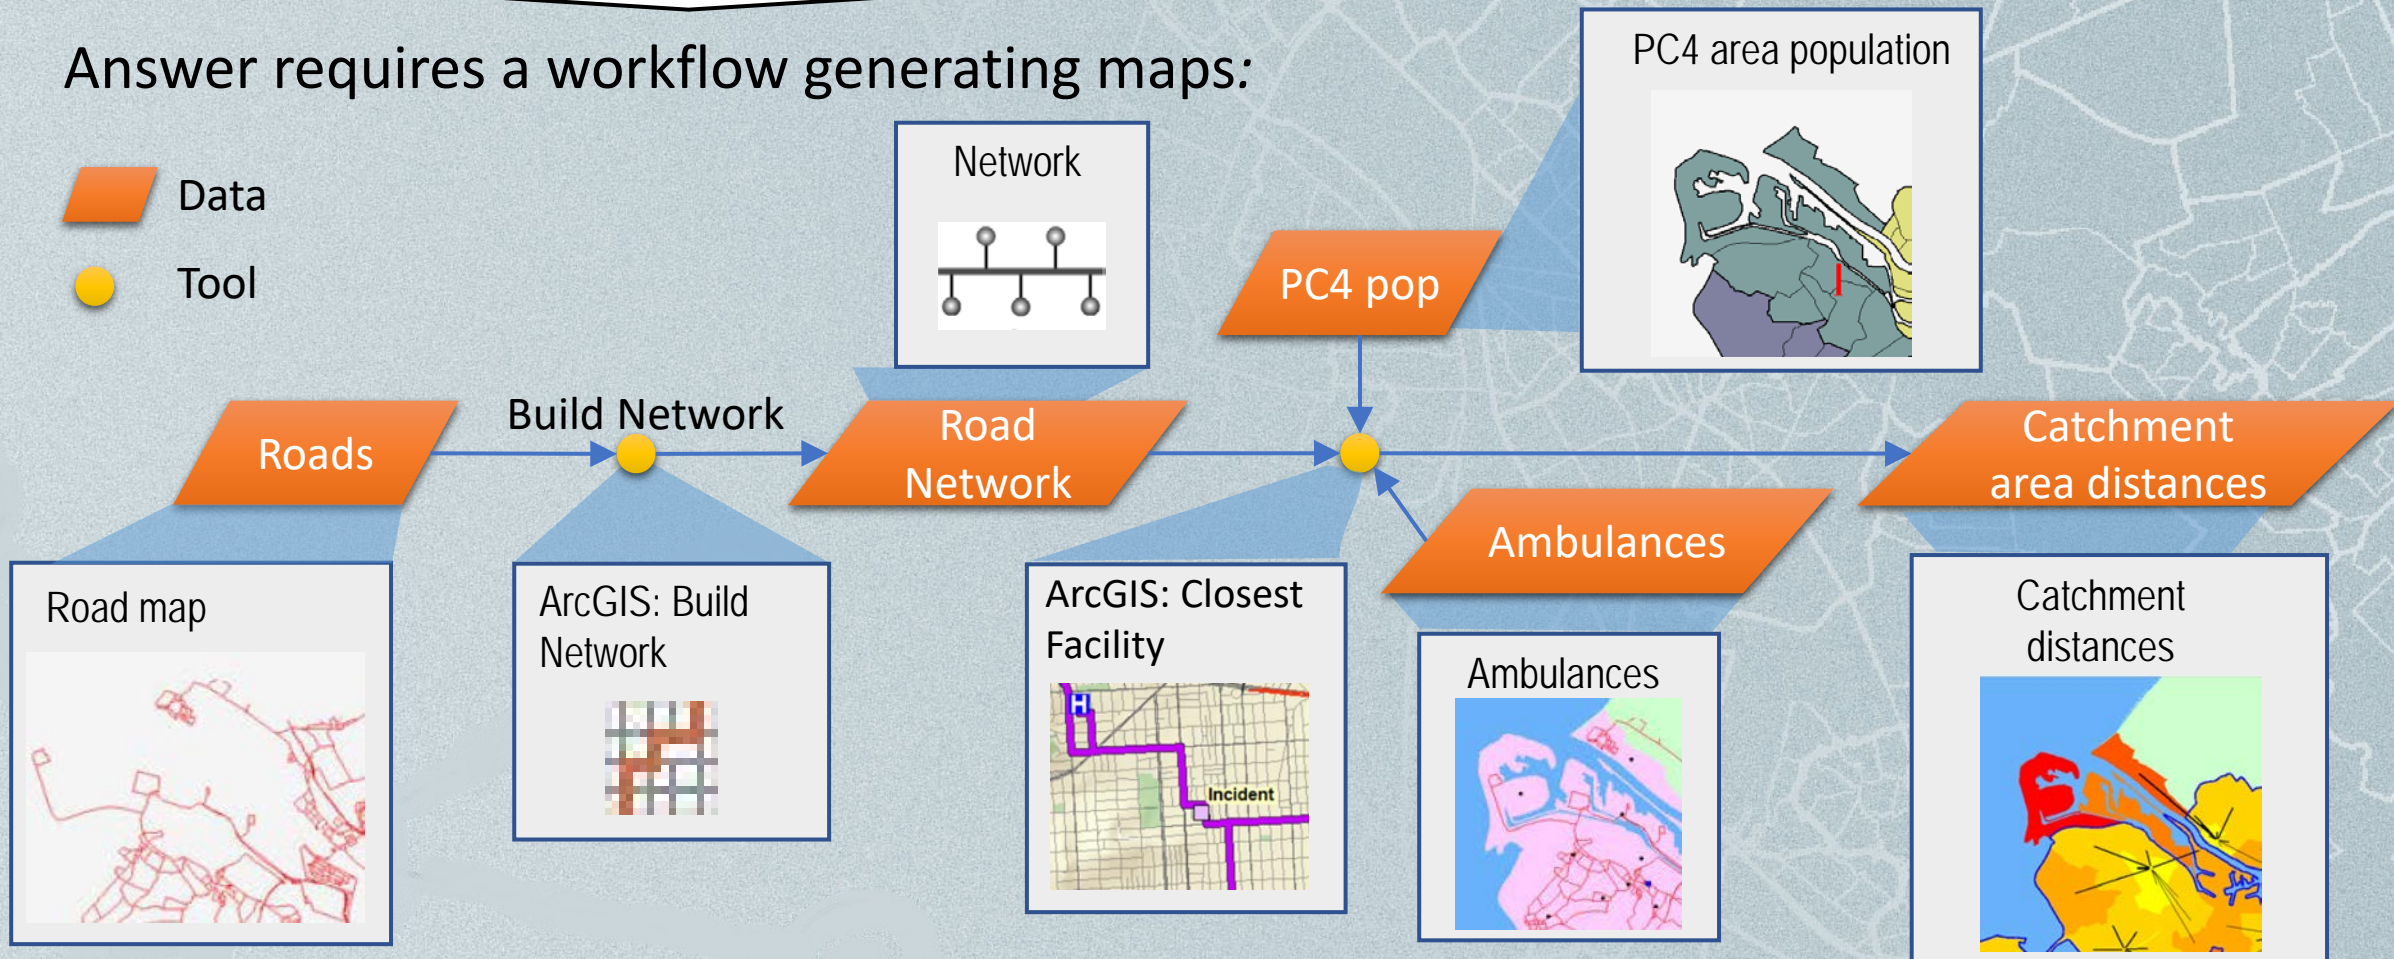 Answer requires a workflow generating maps:
Data
Tool
Network
PC4 area population
PC4 pop
Roads
Build Network
Road
Network
Catchment
area distances
Ambulances
Road map
ArcGIS: Build
Network
ArcGIS: Closest
Facility
H
Incident
Ambulances
Catchment
distances